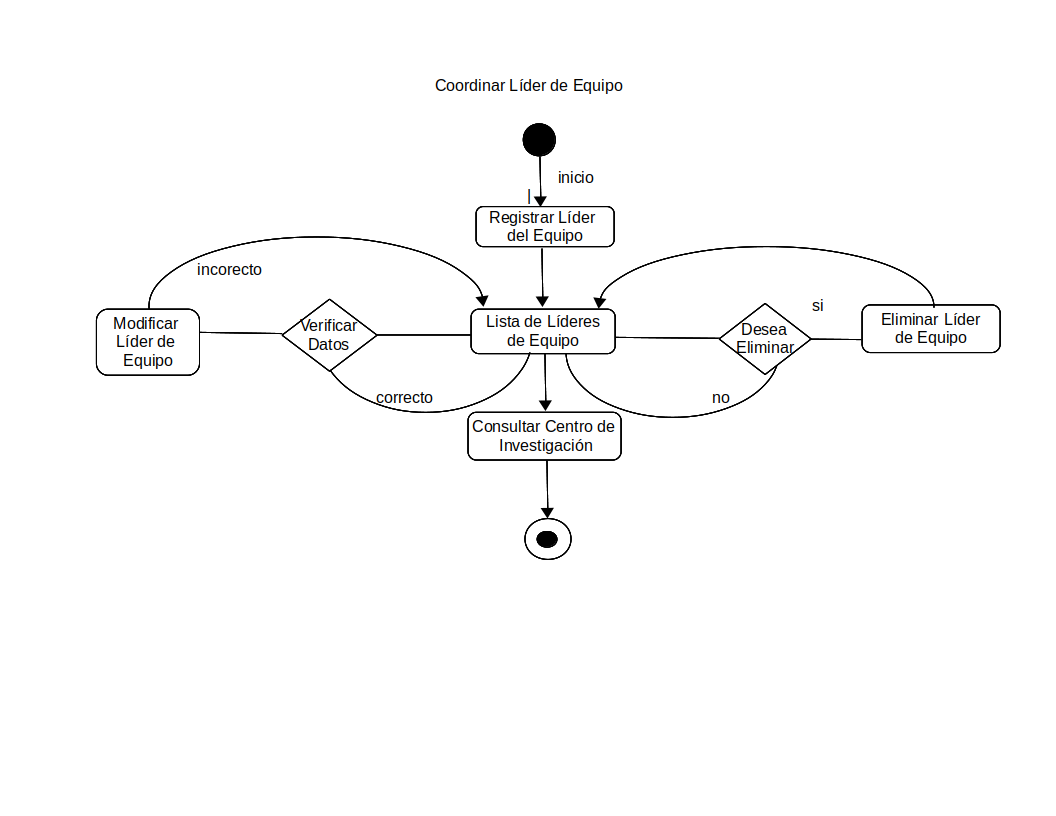 Coordinar Líder de Equipo
inicio
|
Registrar Líder
del Equipo
incorecto
si
Modificar
Líder de
Equipo
Verificar
Datos
Lista de Líderes
de Equipo
Desea
Eliminar
Eliminar Líder
de Equipo
correcto
no
Consultar Centro de
Investigación